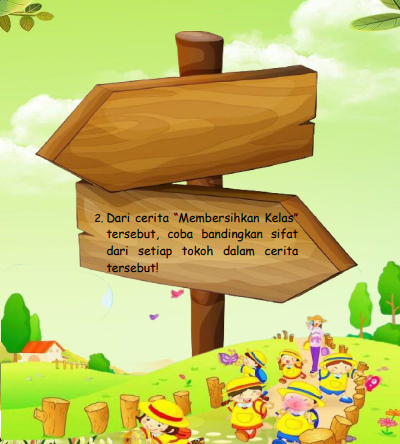 2. Dari cerita “Membersihkan Kelas”
tersebut, coba bandingkan sifat
dari setiap tokoh dalam cerita
tersebut!